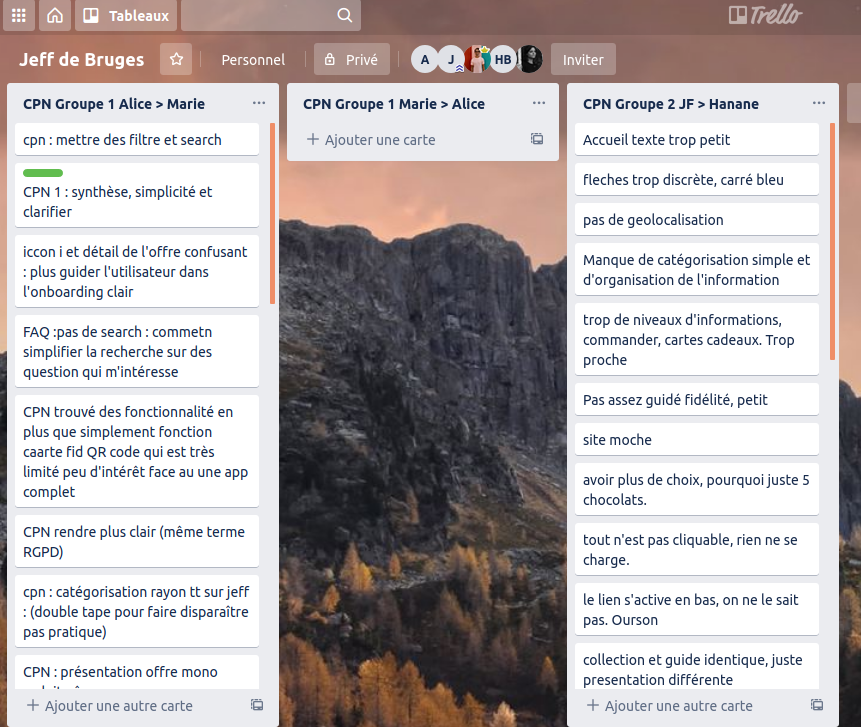 Tableaux
Trello
Jeff de Bruges
Personnel
Privé
A
J
HB
Inviter
CPN Groupe 1 Alice > Marie
cpn : mettre des filtre et search
CPN 1 : synthèse, simplicité et
clarifier
iccon i et détail de l'offre confusant
: plus guider l'utilisateur dans
l'onboarding clair
FAQ :pas de search : commetn
simplifier la recherche sur des
question qui m'intéresse
CPN trouvé des fonctionnalité en
plus que simplement fonction
caarte fid QR code qui est très
limité peu d'intérêt face au une app
complet
CPN rendre plus clair (même terme
RGPD)
cpn : catégorisation rayon tt sur jeff
: (double tape pour faire disparaître
pas pratique)
CPN : présentation offre mono
Ajouter une autre carte
CPN Groupe 1 Marie > Alice
Ajouter une carte
CPN Groupe 2 JF > Hanane
Accueil texte trop petit
fleches trop discrète, carré bleu
pas de geolocalisation
Manque de catégorisation simple et
d'organisation de l'information
trop de niveaux d'informations,
commander, cartes cadeaux. Trop
proche
Pas assez guidé fidélité, petit
site moche
avoir plus de choix, pourquoi juste 5
chocolats.
tout n'est pas cliquable, rien ne se
charge.
le lien s'active en bas, on ne le sait
pas. Ourson
collection et guide identique, juste
presentation différente
Ajouter une autre carte